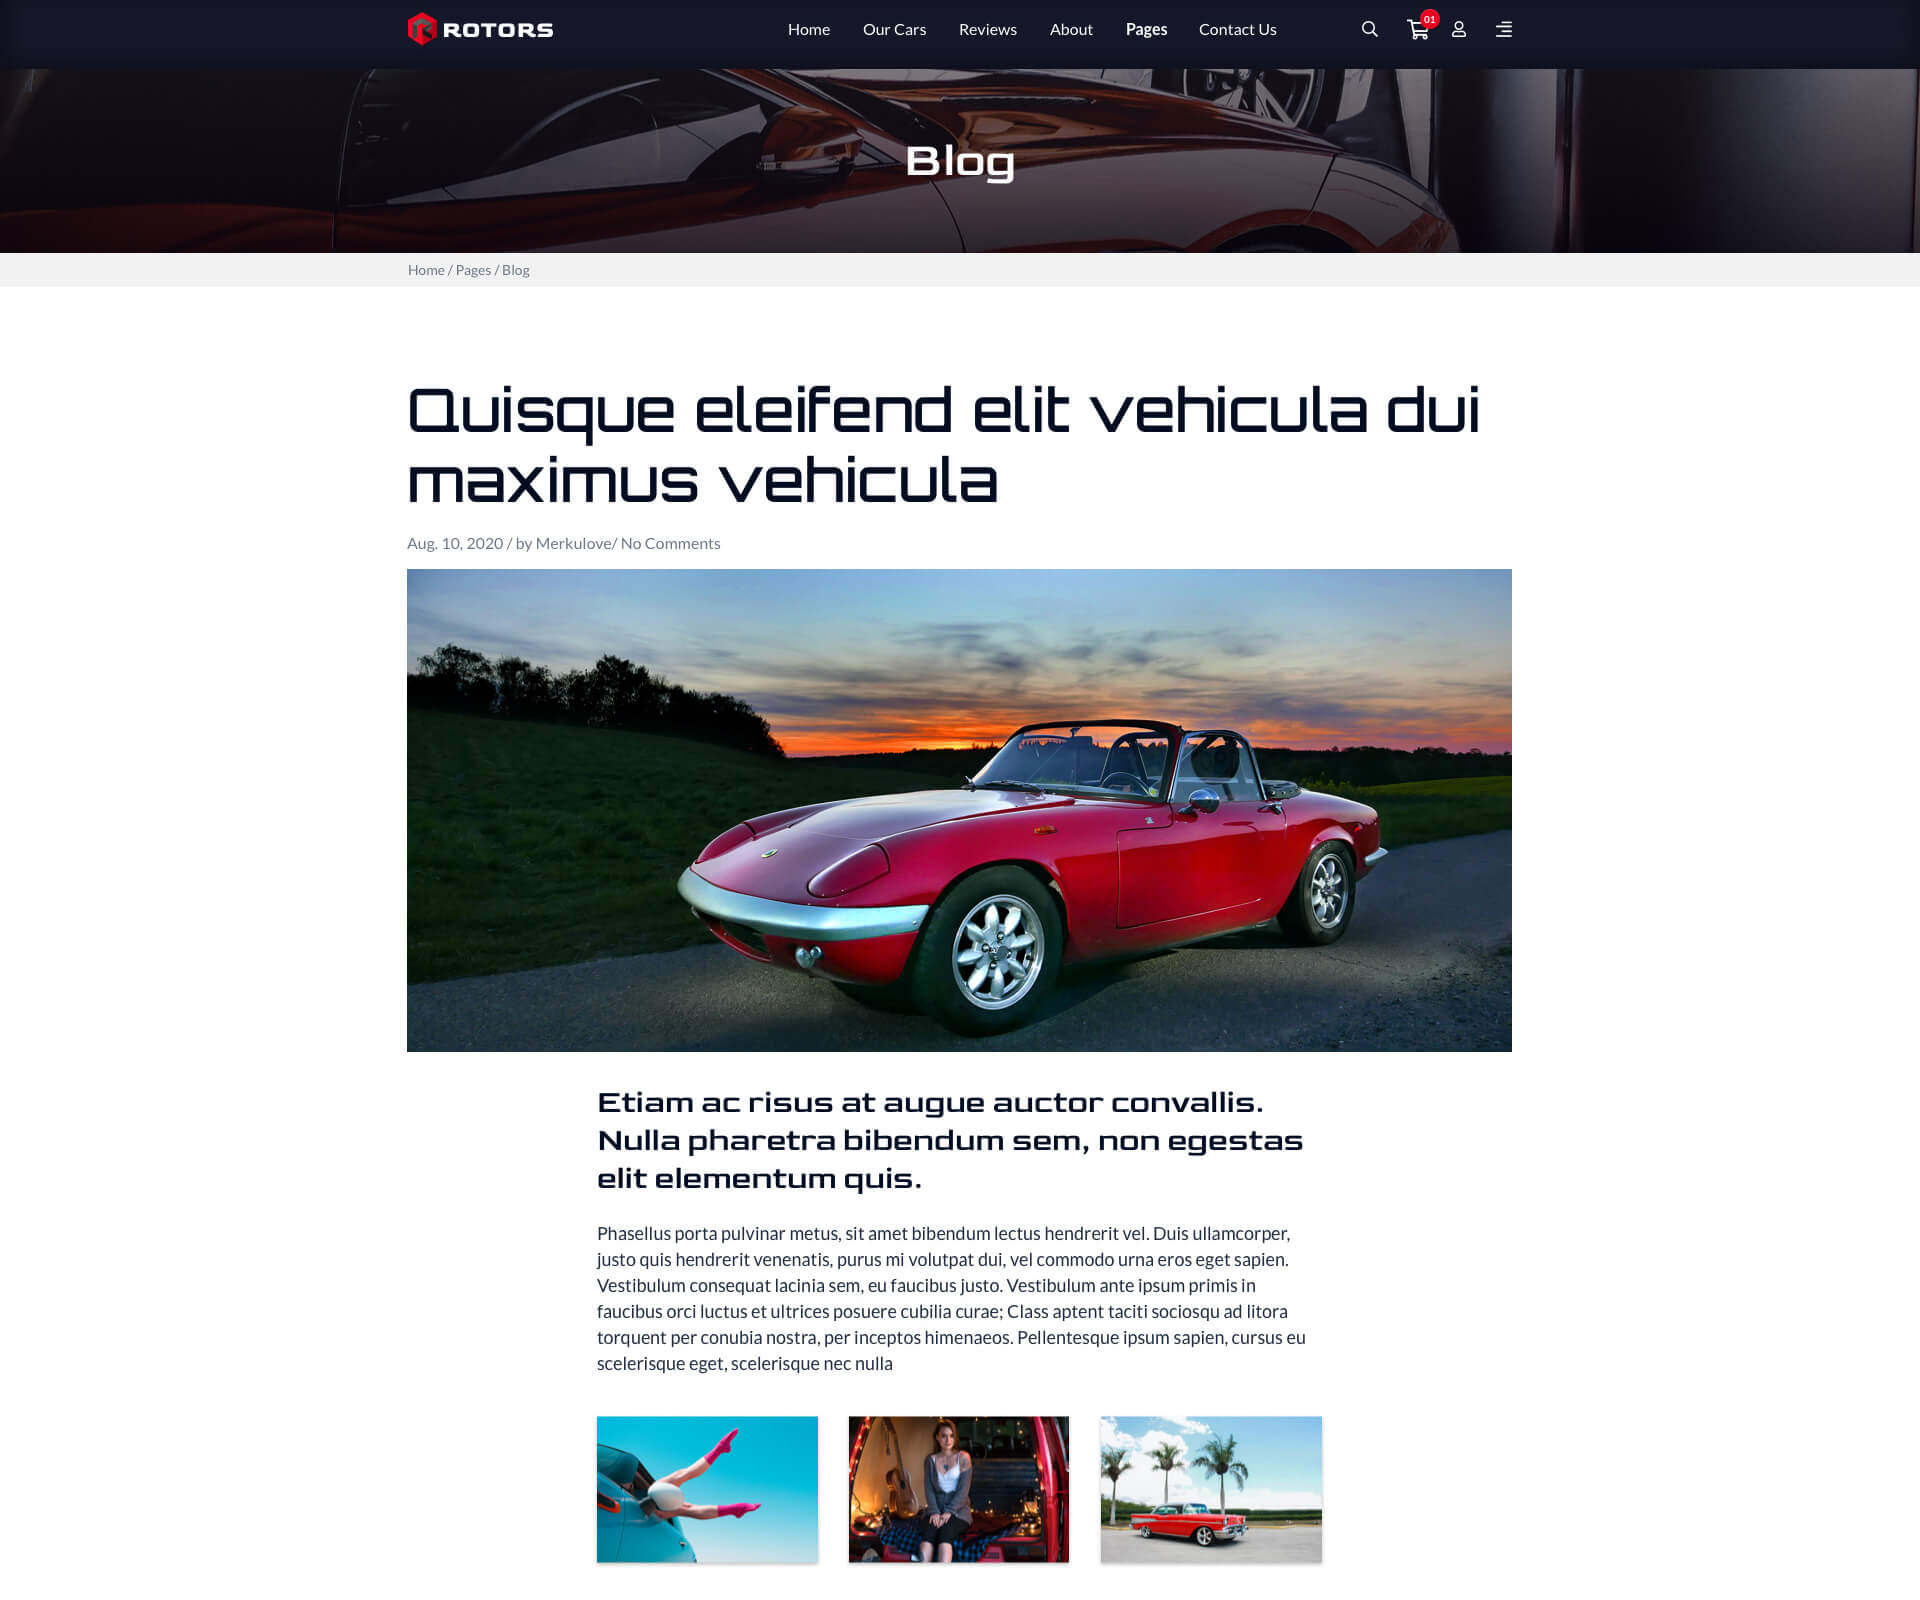 ROTORS
Home Our Cars Reviews About Pages Contact Us 01
Blog
Home / Pages / Blog
Quisque eleifend elit vehicula dui
maximus vehicula
Aug. 10, 2020 / by Merkulove/ No Comments
Etiam ac risus at augue auctor convallis.
Nulla pharetra bibendum sem, non egestas
elit elementum quis.
Phasellus porta pulvinar metus, sit amet bibendum lectus hendrerit vel. Duis ullamcorper,
justo quis hendrerit venenatis, purus mi volutpat dui, vel commodo urna eros eget sapien.
Vestibulum consequat lacinia sem, eu faucibus justo. Vestibulum ante ipsum primis in
faucibus orci luctus et ultrices posuere cubilia curae; Class aptent taciti sociosqu ad litora
torquent per conubia nostra, per inceptos himenaeos. Pellentesque ipsum sapien, cursus eu
scelerisque eget, scelerisque nec nulla